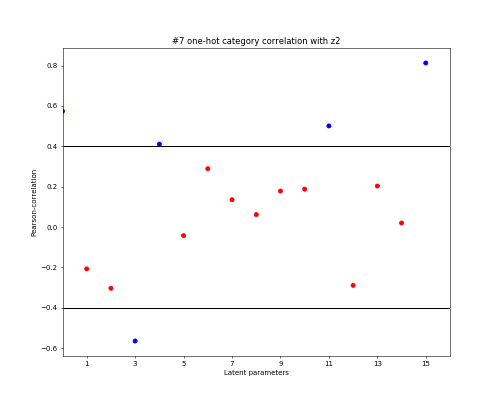 #7 one-hot category correlation with z2
Pearson-correlation
0.8
0.6
0.4
0.2
0.0
−0.2
−0.4
−0.6
1 3 5 7 9 11 13 15
Latent parameters